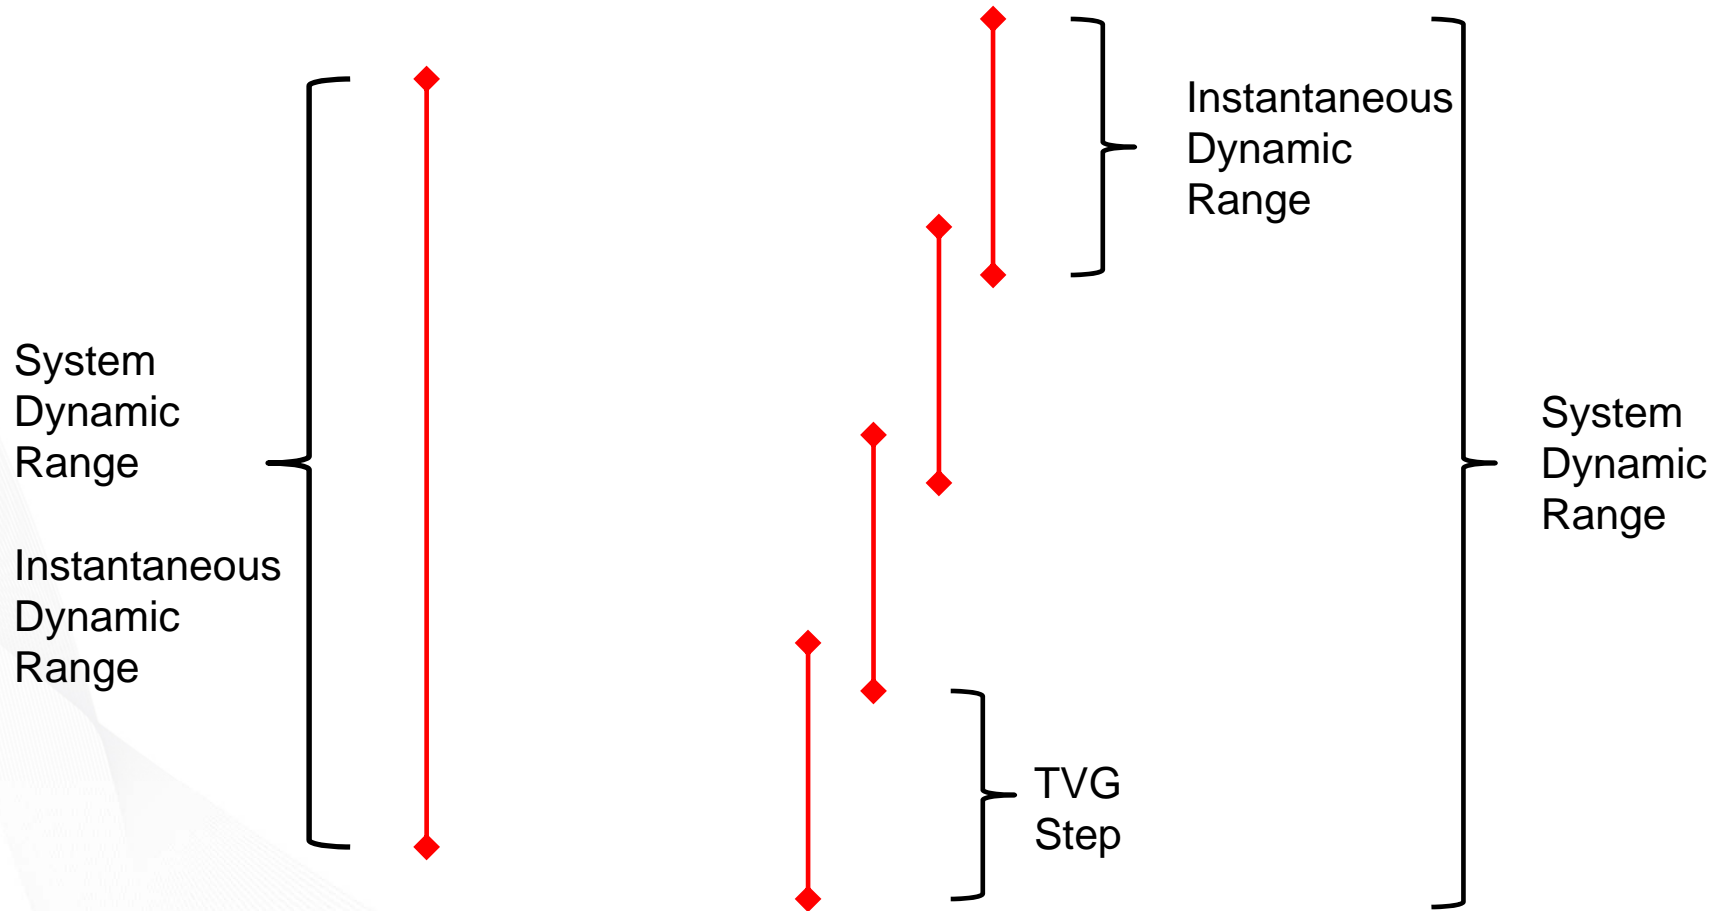 System
Dynamic
Range
Instantaneous
Dynamic
Range
Instantaneous
Dynamic
Range
TVG
Step
System
Dynamic
Range